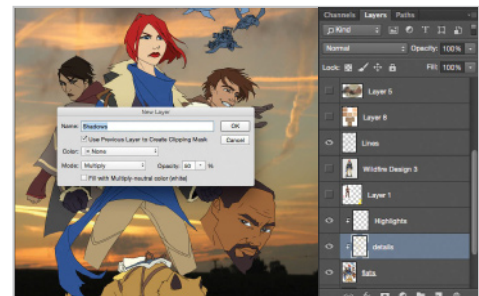 Channels Layers Paths
Kind
Normal Opacity: 100%
Lock: Fill: 100%
Layer 5
Layer 6
Lines
Wildfire Design 3
Layer 1
Highlights
details
flats
New Layer
Name: Shadows OK
Use Previous Layer to Create Clipping Mask Cancel
Color: None
Mode: Multiply Opacity: 50 %
Fill with Multiply-neutral color (white)